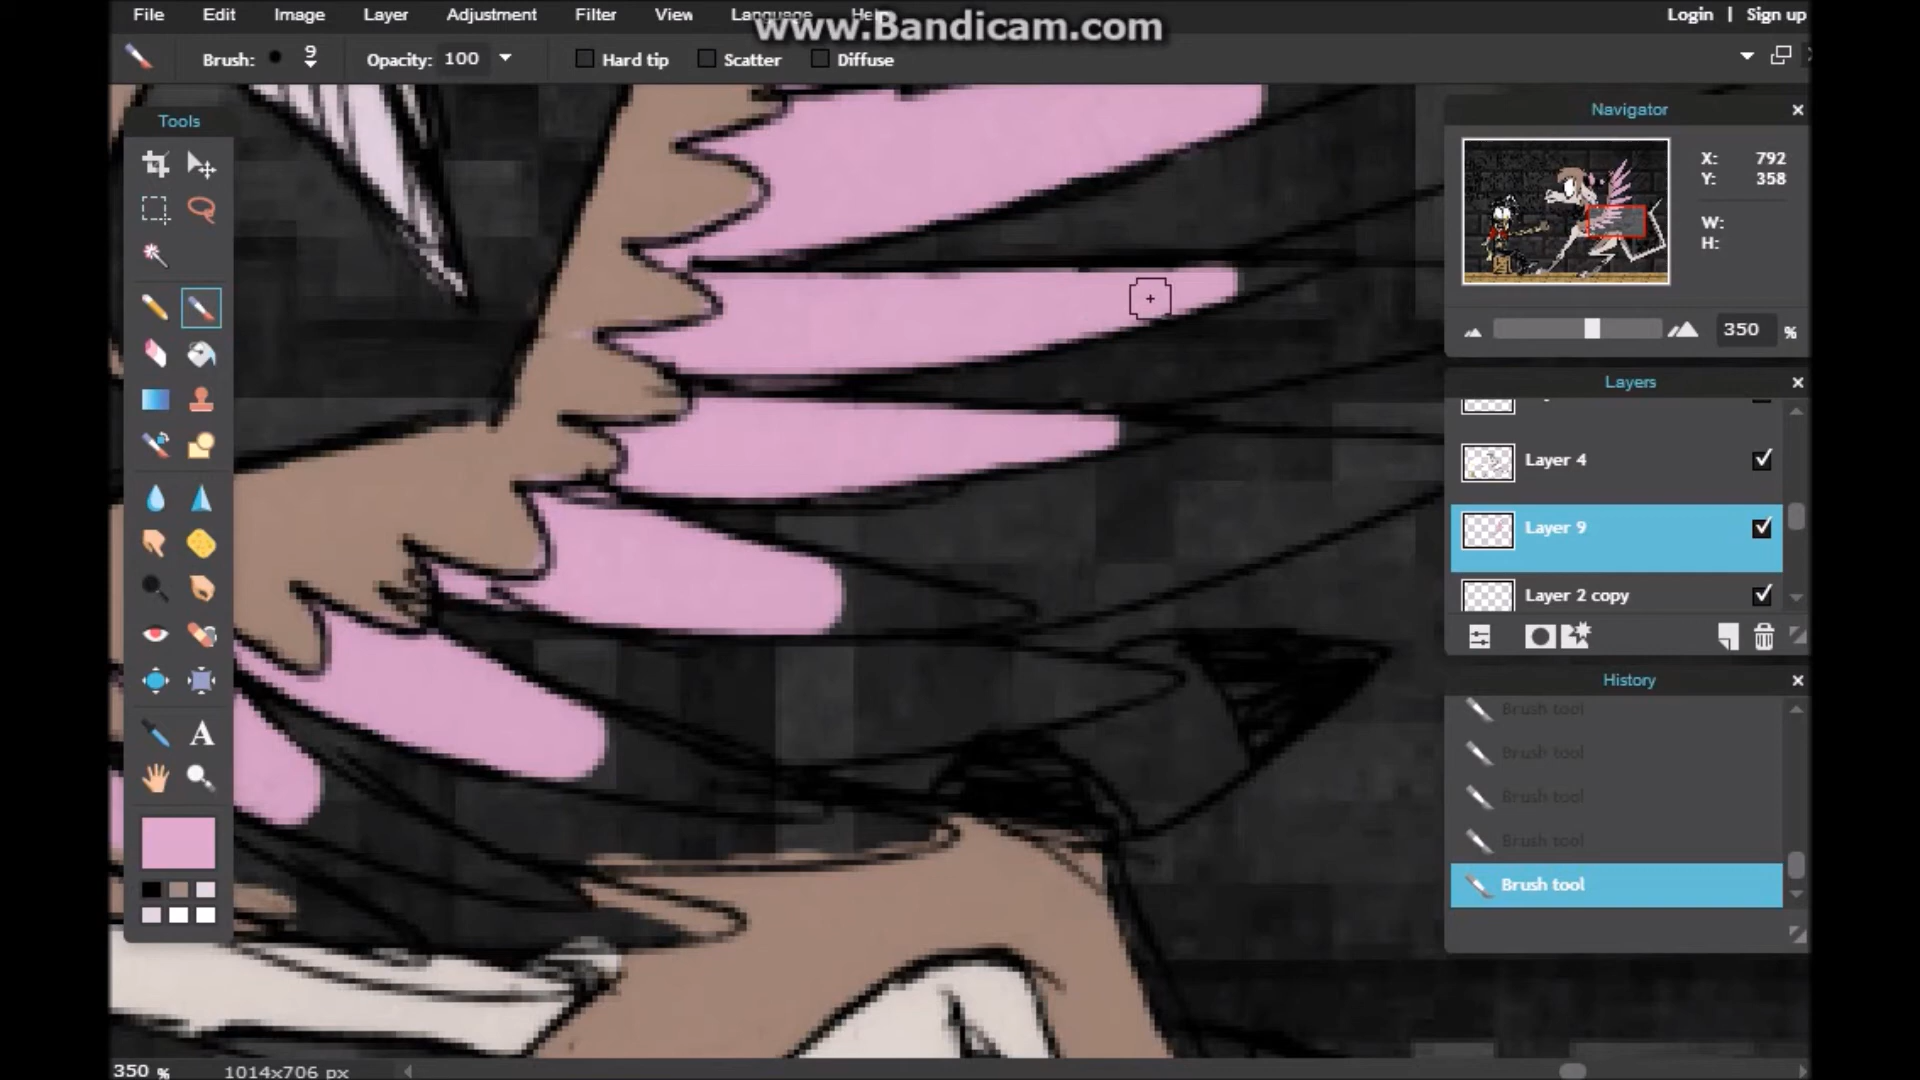 File Edit Image Layer Adjustment Filter View Language Help Login | Sign up
www.Bandicam.com
Brush: 9 Opacity: 100 Hard tip Scatter Diffuse
Tools
Navigator
X: 792
Y: 358
W:
H:
350 %
Layers
Layer 4
Layer 9
Layer 2 copy
History
Brush tool
Brush tool
Brush tool
Brush tool
Brush tool
350 % 1014x706 px